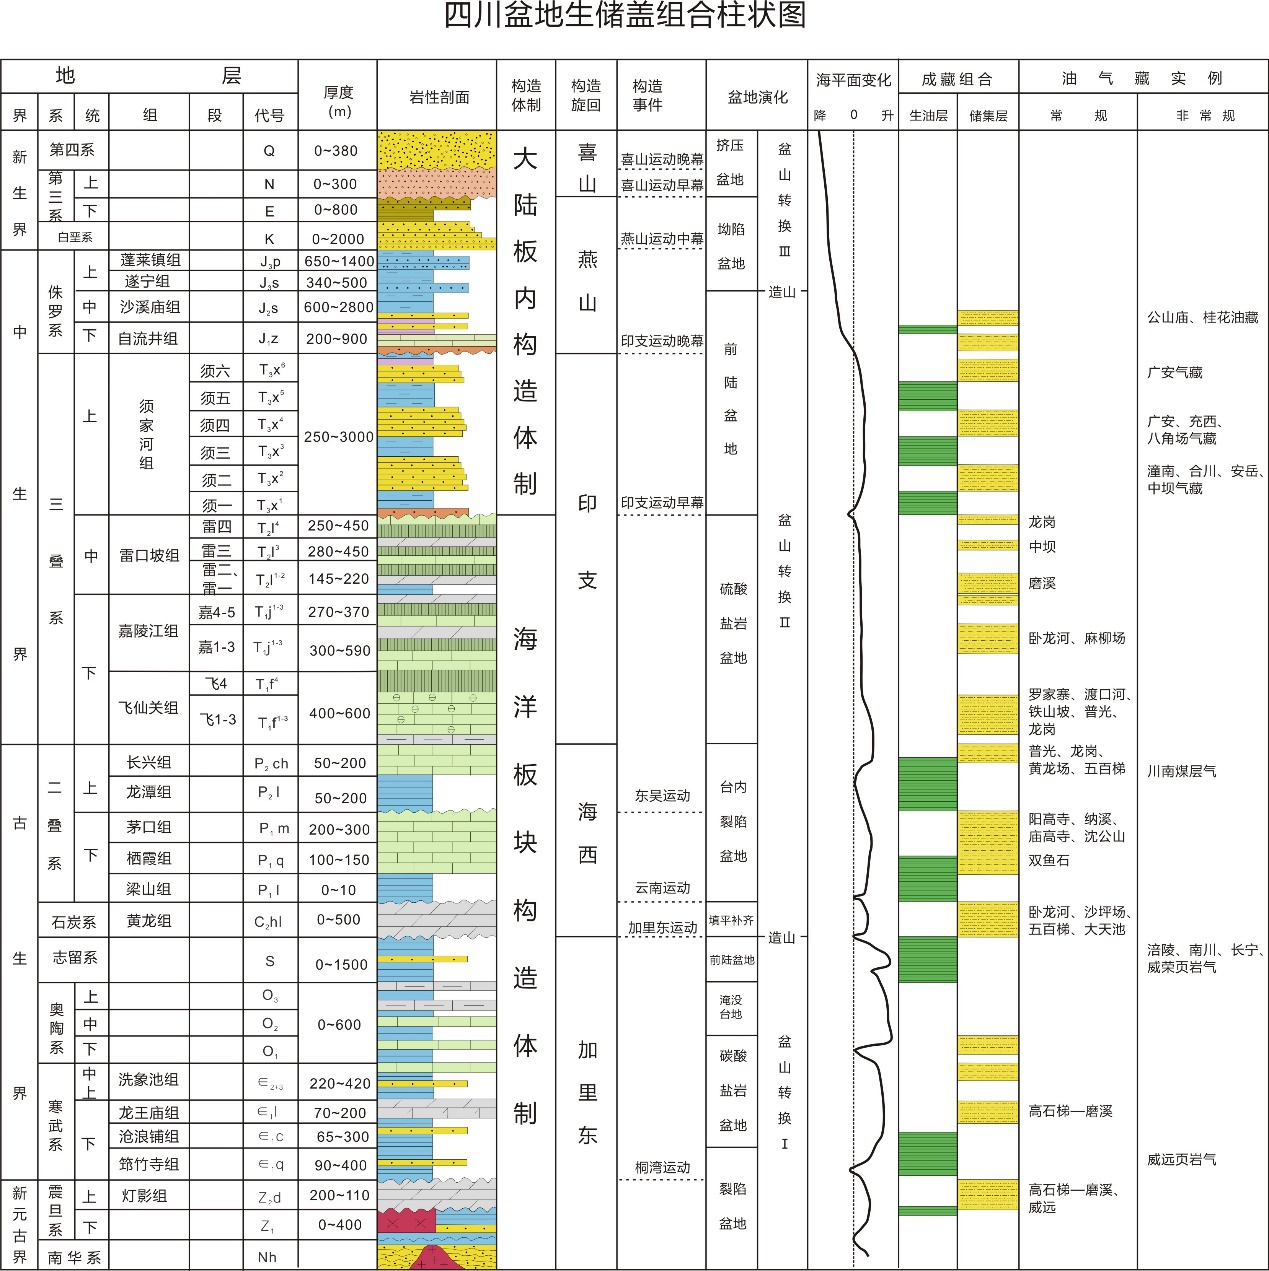 四川盆地生储盖组合柱状图
地 层 厚度 (m) 岩性剖面 构造体制 构造旋回 构造事件 盆地演化 海平面变化 成藏组合 油气藏实例
界 系 统 组 段 代号 降 0 升 生油层 储集层 常规 非常规
新生界
第四系 Q 0~380
第三系 上 N 0~300
下 E 0~800
白垩系 K 0~2000
中生界
侏罗系 上 蓬莱镇组 J₃p 650~1400
遂宁组 J₃s 340~500
中 沙溪庙组 J₂s 600~2800
下 自流井组 J₁z 200~900
三叠系 上 须家河组 250~3000
须六 T₃x⁶
须五 T₃x⁵
须四 T₃x⁴
须三 T₃x³
须二 T₃x²
须一 T₃x¹
中 雷口坡组 雷四 T₂l⁴ 250~450
雷三 T₂l³ 280~450
雷二、雷一 T₂l¹⁻² 145~220
下 嘉陵江组 嘉4-5 T₁j¹⁻³ 270~370
嘉1-3 T₁j¹⁻³ 300~590
飞仙关组 飞4 T₁f⁴ 400~600
飞1-3 T₁f¹⁻³
古生界
二叠系 上 长兴组 P₂ch 50~200
龙潭组 P₂l 50~200
下 茅口组 P₁m 200~300
栖霞组 P₁q 100~150
梁山组 P₁l 0~10
石炭系 黄龙组 C₂hl 0~500
志留系 S 0~1500
奥陶系 上 O₃ 0~600
中 O₂
下 O₁
寒武系 中上 洗象池组 ∈₂₊₃ 220~420
下 龙王庙组 ∈₁l 70~200
沧浪铺组 ∈₁c 65~300
筇竹寺组 ∈₁q 90~400
新元古界
震旦系 上 灯影组 Z₂d 200~110
下 Z₁ 0~400
南华系 Nh
大陆板内构造体制
海洋板块构造体制
喜山
燕山
印支
海西
加里东
喜山运动晚幕
喜山运动早幕
燕山运动中幕
印支运动晚幕
印支运动早幕
东吴运动
云南运动
加里东运动
桐湾运动
挤压盆地
坳陷盆地
前陆盆地
硫酸盐岩盆地
台内裂陷盆地
填平补齐
前陆盆地
淹没台地
碳酸盐岩盆地
裂陷盆地
盆山转换Ⅲ
造山
盆山转换Ⅱ
造山
盆山转换Ⅰ
龙岗
中坝
磨溪
卧龙河、麻柳场
罗家寨、渡口河、
铁山坡、普光、
龙岗
普光、龙岗、
黄龙场、五百梯
阳高寺、纳溪、
庙高寺、沈公山
双鱼石
卧龙河、沙坪场、
五百梯、大天池
高石梯—磨溪
高石梯—磨溪、
威远
公山庙、桂花油藏
广安气藏
广安、充西、
八角场气藏
潼南、合川、安岳、
中坝气藏
川南煤层气
涪陵、南川、长宁、
威荣页岩气
威远页岩气